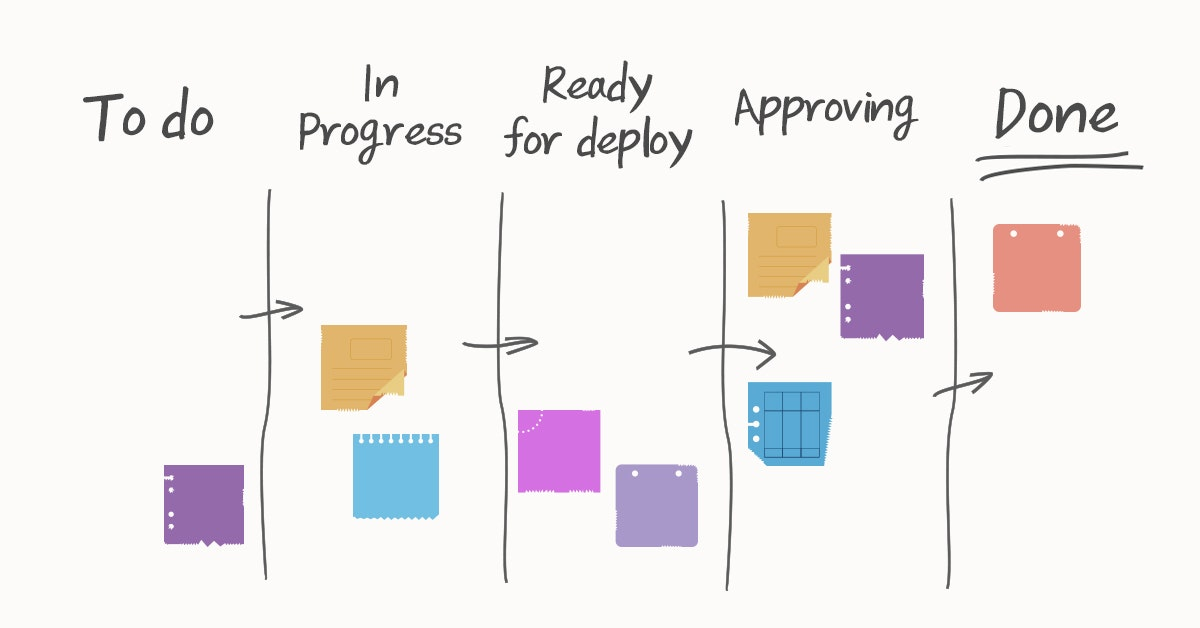 To do
In
Progress
Ready
for deploy
Approving
Done